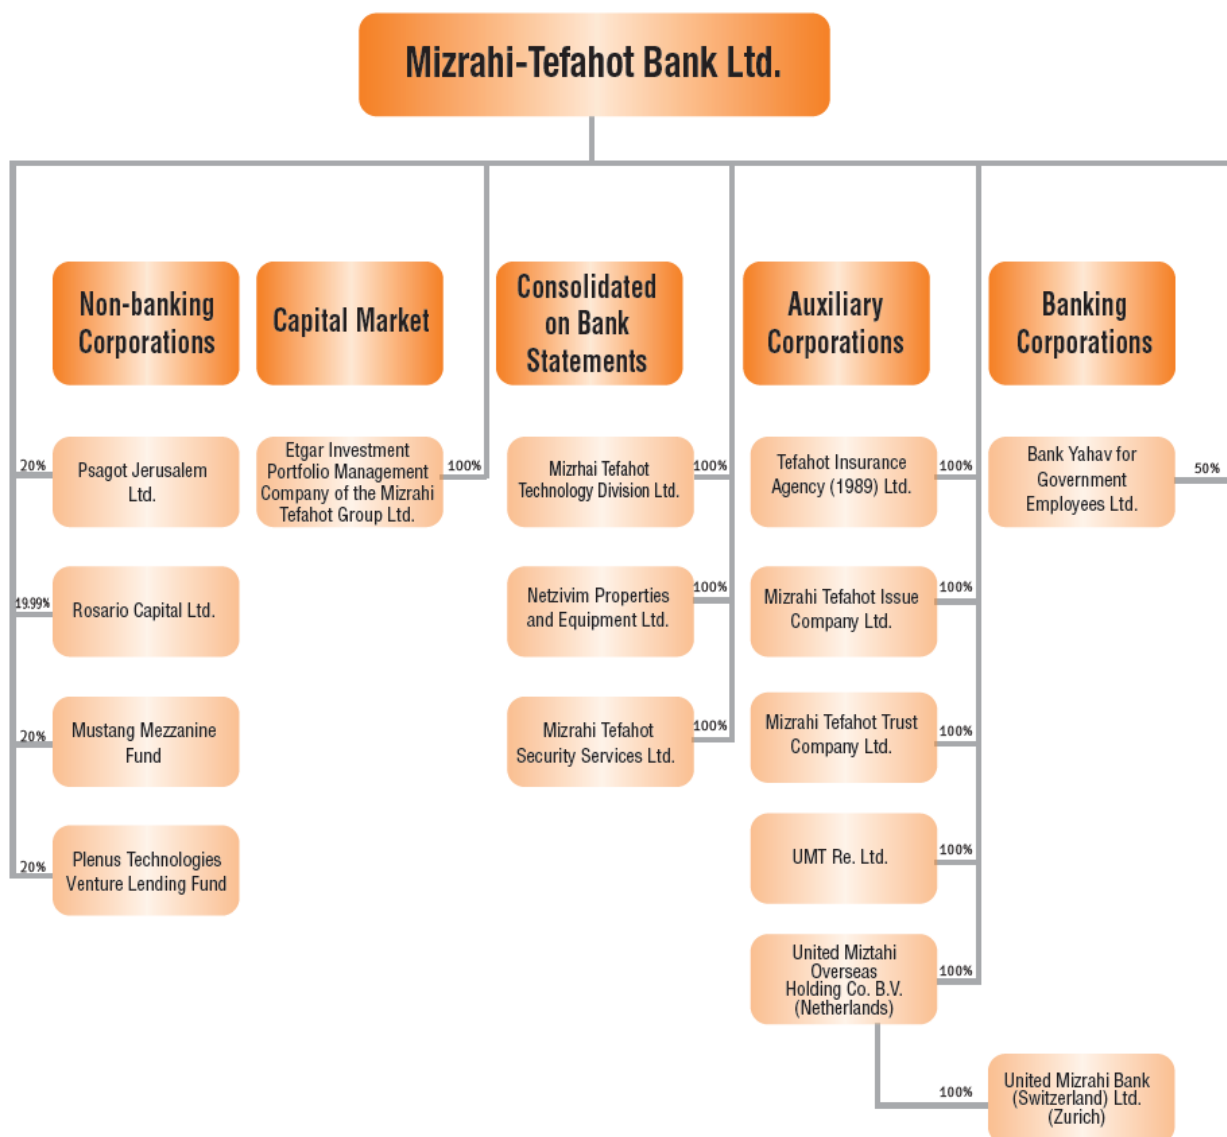 Mizrahi-Tefahot Bank Ltd.
Non-banking
Corporations
20%
Psagot Jerusalem
Ltd.
19.99%
Rosario Capital Ltd.
20%
Mustang Mezzanine
Fund
20%
Plenus Technologies
Venture Lending Fund
Capital Market
Etgar Investment
Portfolio Management
Company of the Mizrahi
Tefahot Group Ltd.
100%
Consolidated
on Bank
Statements
Mizrhai Tefahot
Technology Division Ltd.
100%
Netzivim Properties
and Equipment Ltd.
100%
Mizrahi Tefahot
Security Services Ltd.
100%
Auxiliary
Corporations
Tefahot Insurance
Agency (1989) Ltd.
100%
Mizrahi Tefahot Issue
Company Ltd.
100%
Mizrahi Tefahot Trust
Company Ltd.
100%
UMT Re. Ltd.
100%
United Miztahi
Overseas
Holding Co. B.V.
(Netherlands)
100%
Banking
Corporations
Bank Yahav for
Government
Employees Ltd.
50%
100%
United Mizrahi Bank
(Switzerland) Ltd.
(Zurich)